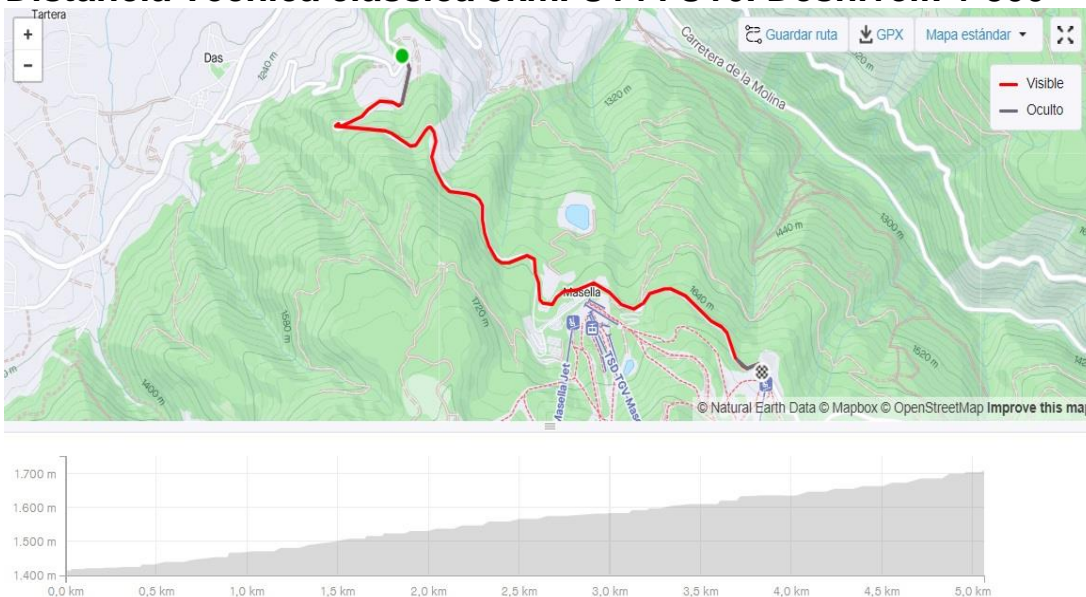 Tartera
+
−
Das
1240 m
Carretera de la Molina
Guardar ruta
GPX
Mapa estándar
Visible
Oculto
1320 m
1440 m
1300 m
1720 m
1580 m
1400 m
1640 m
1520 m
Masella
Masella Jet
TSD-TGV-Mas
© Natural Earth Data © Mapbox © OpenStreetMap Improve this ma
1.700 m
1.600 m
1.500 m
1.400 m
0,0 km 0,5 km 1,0 km 1,5 km 2,0 km 2,5 km 3,0 km 3,5 km 4,0 km 4,5 km 5,0 km